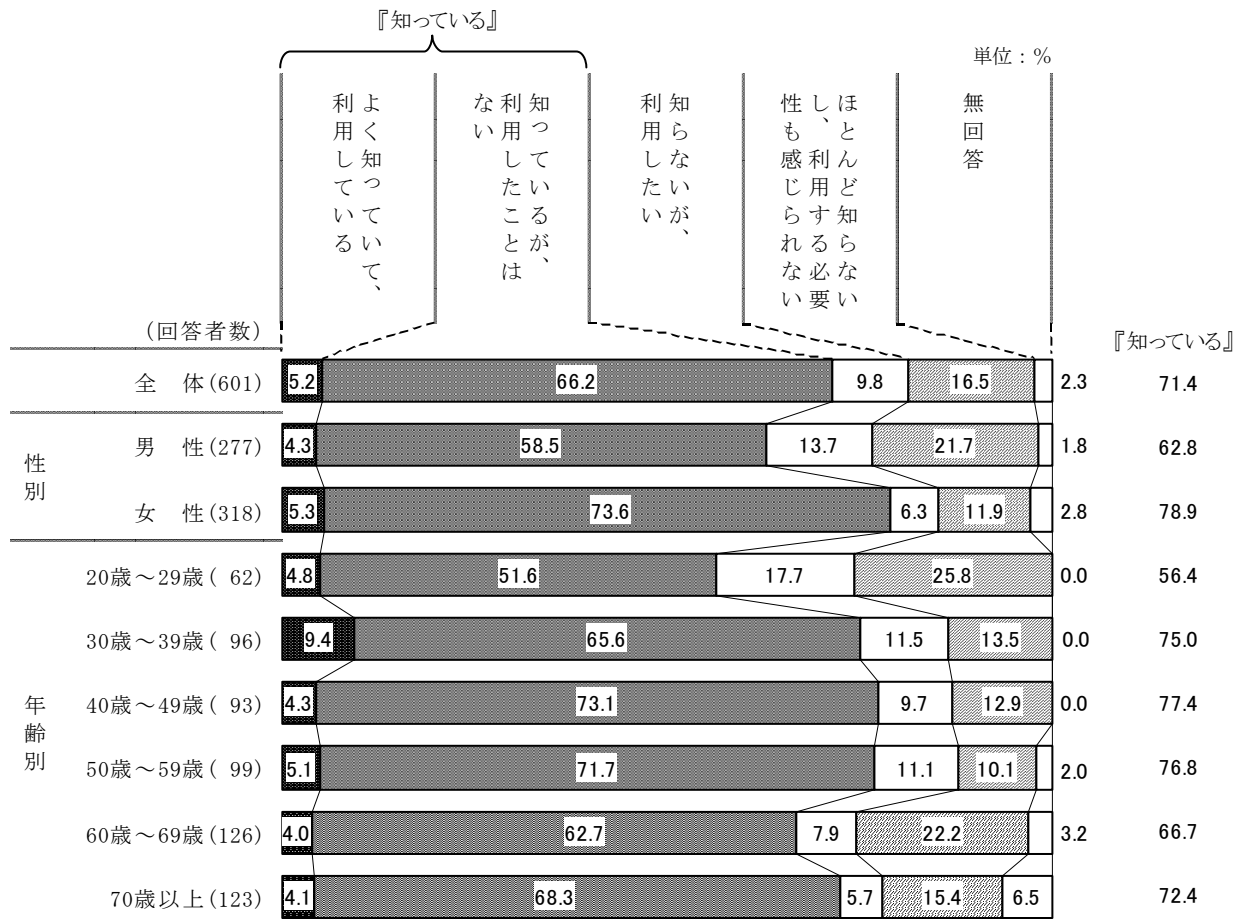 『知っている』
単位：％
よく知っていて、
利用している
知っているが、
利用したことは
ない
知らないが、
利用したい
ほとんど知らない
し、利用する必要
性も感じられない
無回答
(回答者数)
『知っている』
全　体(601) 5.2 66.2 9.8 16.5 2.3 71.4
性別
男　性(277) 4.3 58.5 13.7 21.7 1.8 62.8
女　性(318) 5.3 73.6 6.3 11.9 2.8 78.9
年齢別
20歳～29歳( 62) 4.8 51.6 17.7 25.8 0.0 56.4
30歳～39歳( 96) 9.4 65.6 11.5 13.5 0.0 75.0
40歳～49歳( 93) 4.3 73.1 9.7 12.9 0.0 77.4
50歳～59歳( 99) 5.1 71.7 11.1 10.1 2.0 76.8
60歳～69歳(126) 4.0 62.7 7.9 22.2 3.2 66.7
70歳以上(123) 4.1 68.3 5.7 15.4 6.5 72.4